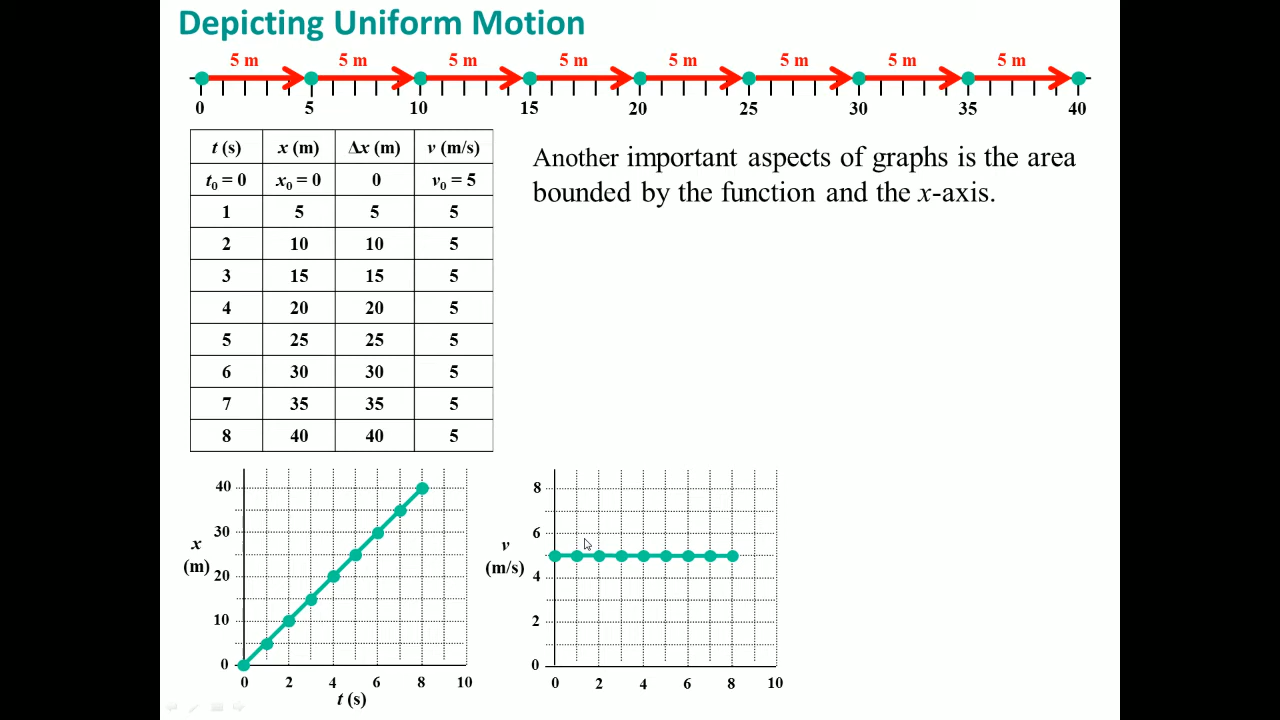 Depicting Uniform Motion
5 m 5 m 5 m 5 m 5 m 5 m 5 m 5 m
0 5 10 15 20 25 30 35 40
t (s) x (m) Δx (m) v (m/s)
t₀ = 0 x₀ = 0 0 v₀ = 5
1 5 5 5
2 10 10 5
3 15 15 5
4 20 20 5
5 25 25 5
6 30 30 5
7 35 35 5
8 40 40 5
Another important aspects of graphs is the area
bounded by the function and the x-axis.
40
30
20
10
0
x
(m)
0 2 4 6 8 10
t (s)
8
6
4
2
0
v
(m/s)
0 2 4 6 8 10